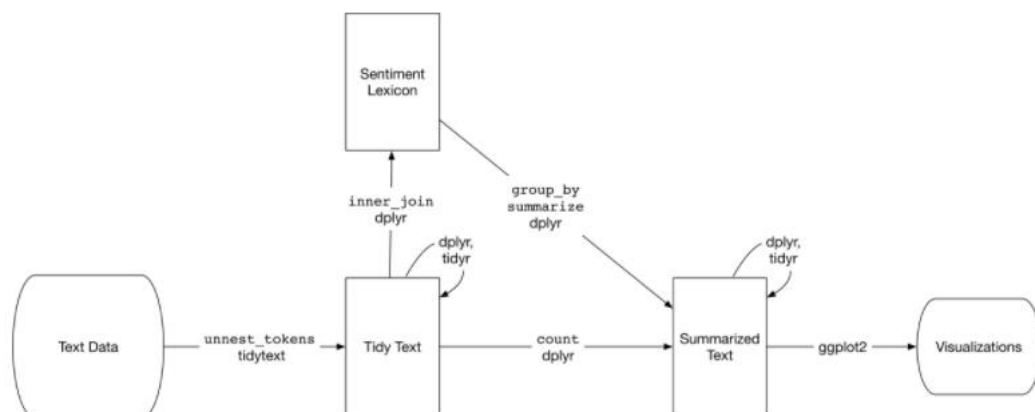 Sentiment
Lexicon
inner_join
dplyr
group_by
summarize
dplyr
dplyr,
tidyr
dplyr,
tidyr
Text Data
unnest_tokens
tidytext
Tidy Text
count
dplyr
Summarized
Text
ggplot2
Visualizations